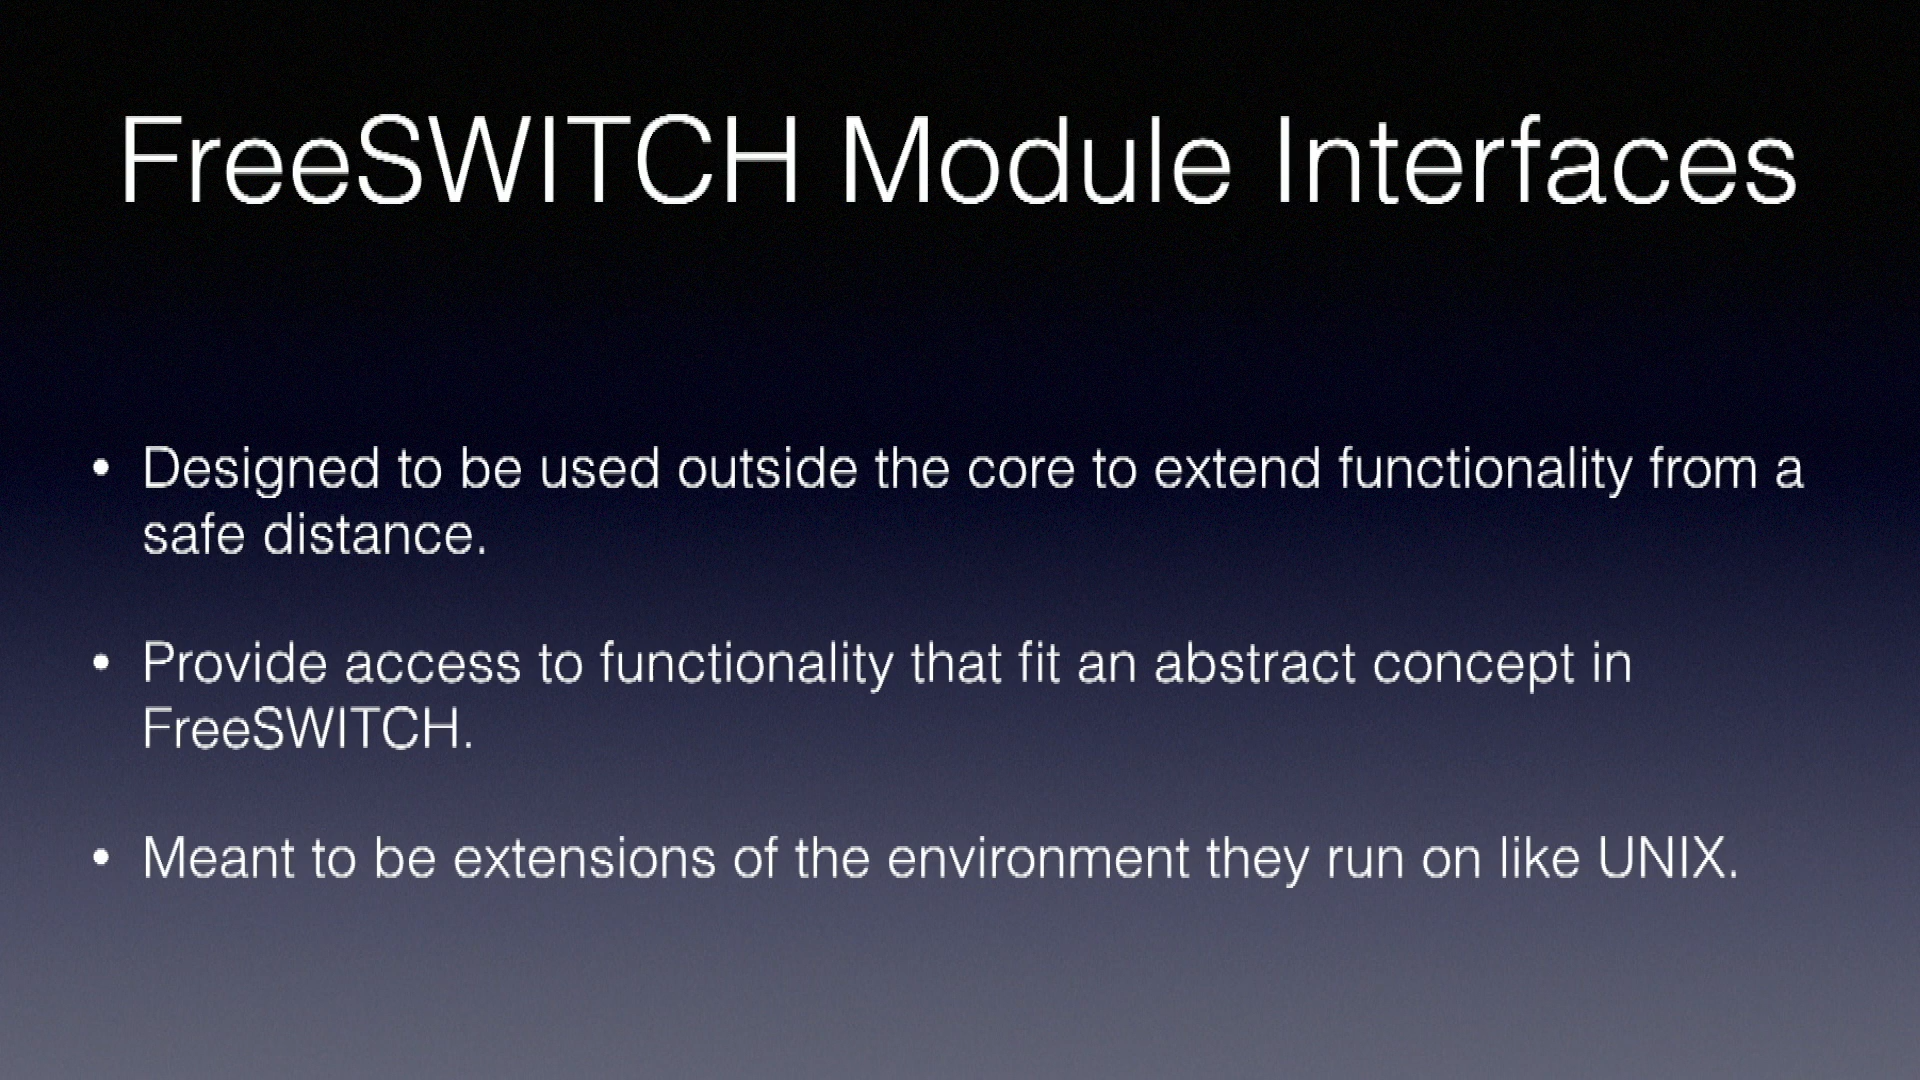 FreeSWITCH Module Interfaces
• Designed to be used outside the core to extend functionality from a
safe distance.
• Provide access to functionality that fit an abstract concept in
FreeSWITCH.
• Meant to be extensions of the environment they run on like UNIX.